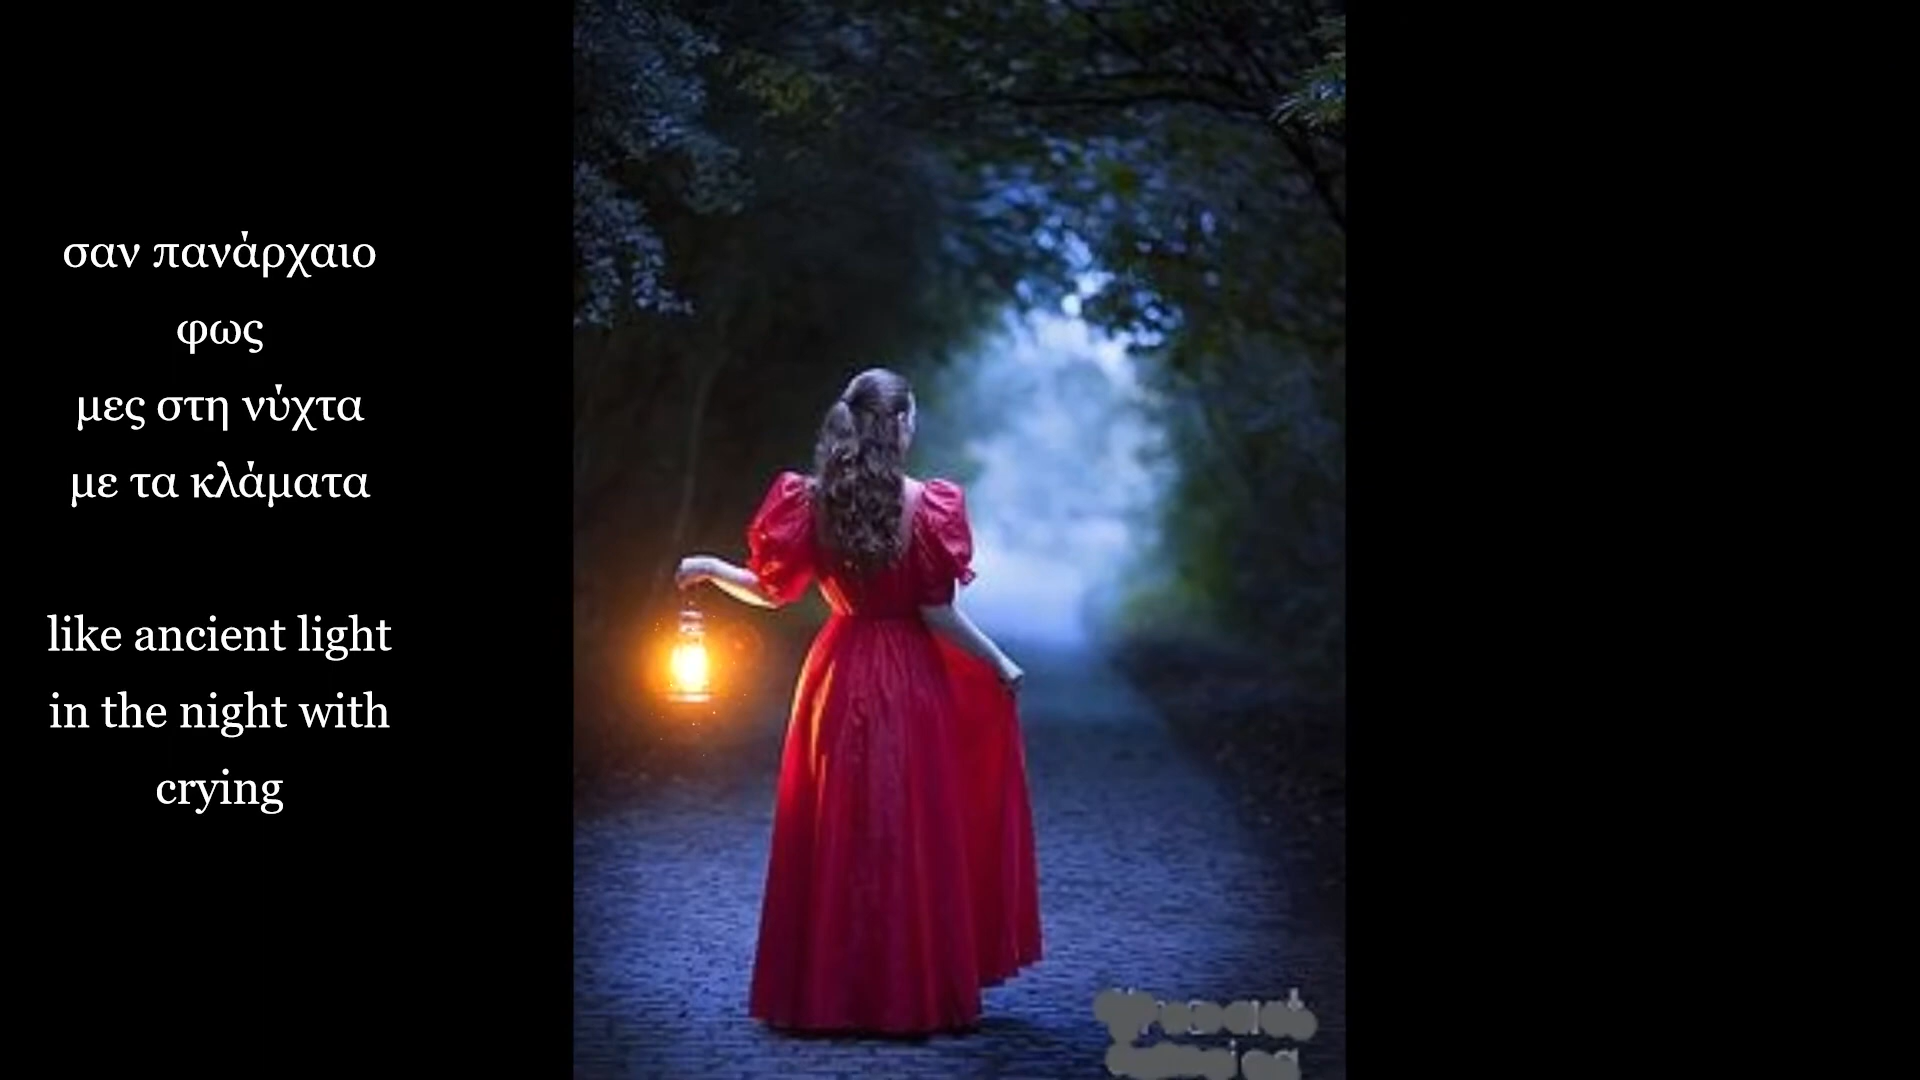 σαν πανάρχαιο
φως
μες στη νύχτα
με τα κλάματα
like ancient light
in the night with
crying